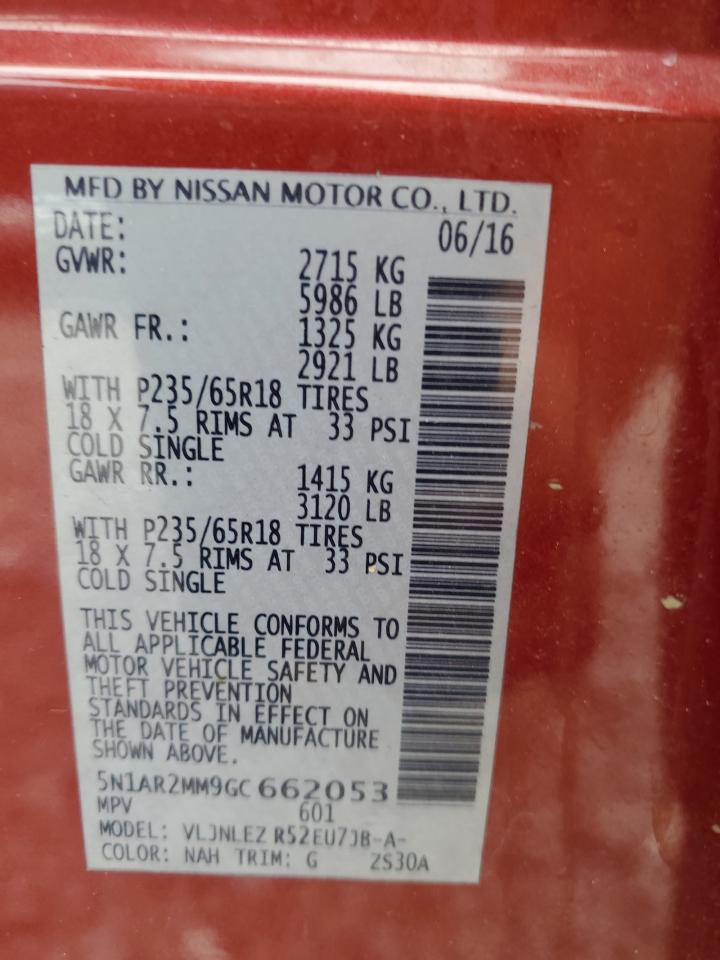 MFD BY NISSAN MOTOR CO., LTD.
DATE: 06/16
GVWR: 2715 KG
5986 LB
GAWR FR.: 1325 KG
2921 LB
WITH P235/65R18 TIRES
18 X 7.5 RIMS AT 33 PSI
COLD SINGLE
GAWR RR.: 1415 KG
3120 LB
WITH P235/65R18 TIRES
18 X 7.5 RIMS AT 33 PSI
COLD SINGLE
THIS VEHICLE CONFORMS TO
ALL APPLICABLE FEDERAL
MOTOR VEHICLE SAFETY AND
THEFT PREVENTION
STANDARDS IN EFFECT ON
THE DATE OF MANUFACTURE
SHOWN ABOVE.
5N1AR2MM9GC 662053
MPV 601
MODEL: VLJNLEZ R52EU7JB-A-
COLOR: NAH TRIM: G ZS30A